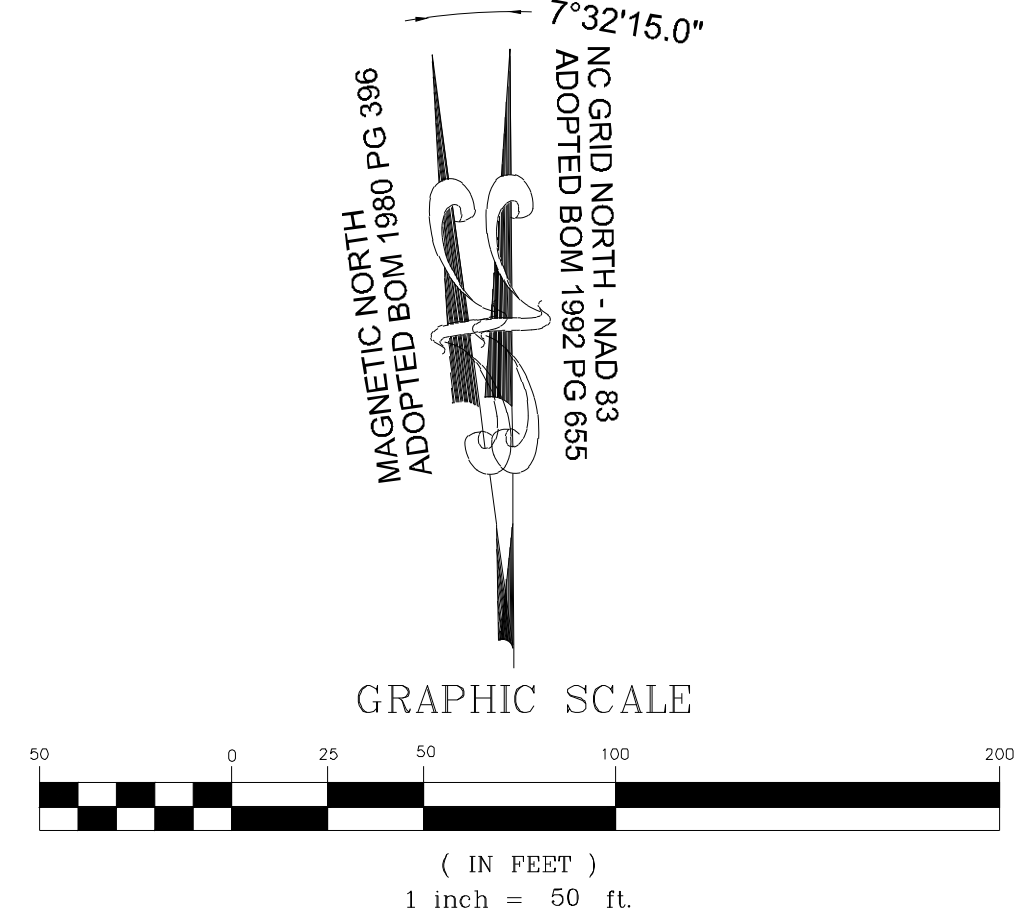 7°32'15.0"
MAGNETIC NORTH
ADOPTED BOM 1980 PG 396
NC GRID NORTH - NAD 83
ADOPTED BOM 1992 PG 655
GRAPHIC SCALE
50 0 25 50 100 200
( IN FEET )
1 inch = 50 ft.